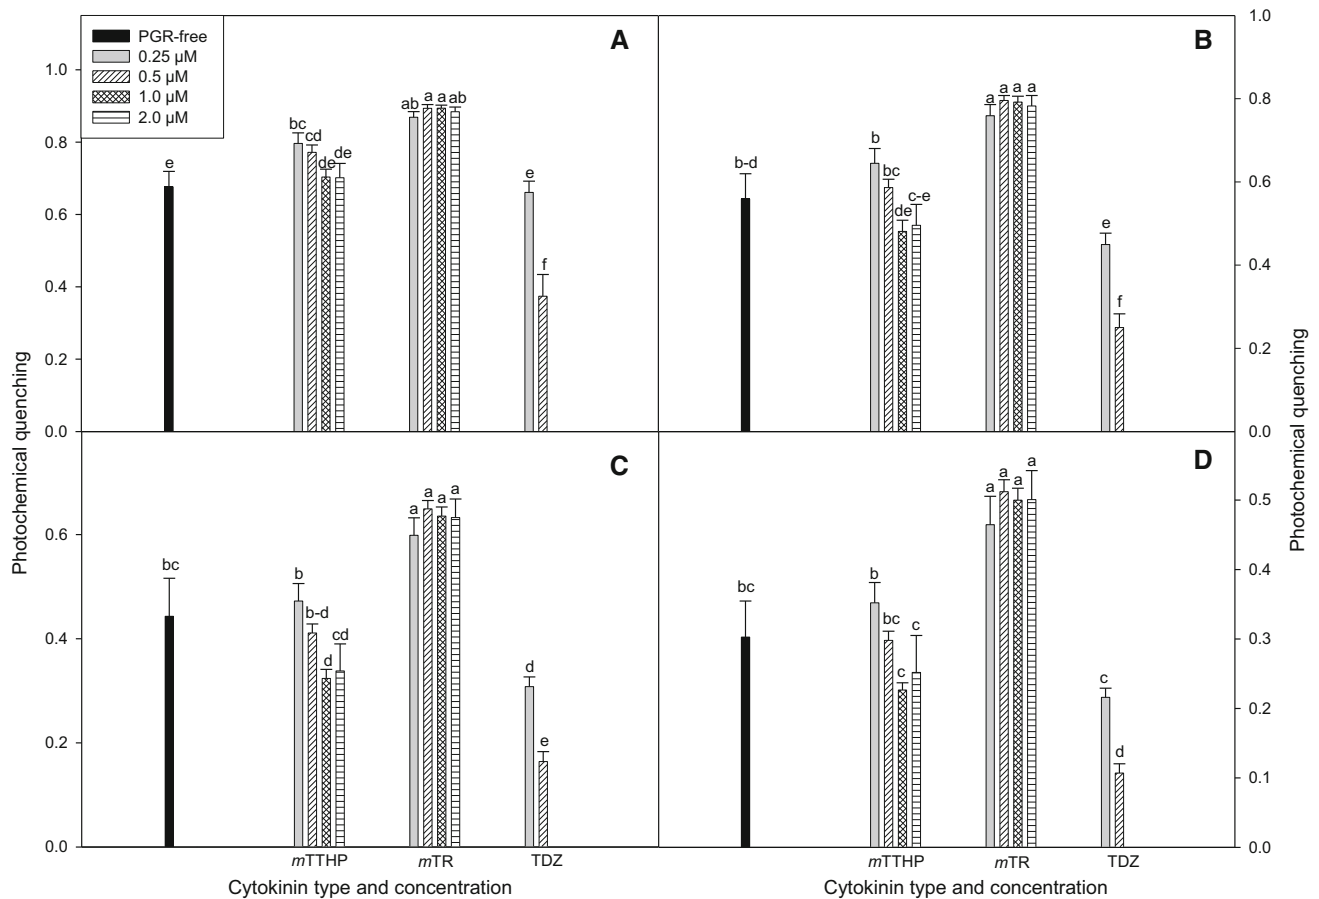 PGR-free
0.25 µM
0.5 µM
1.0 µM
2.0 µM
A
1.0
0.8
0.6
0.4
0.2
0.0
e
bc
cd
de
de
ab
a
a
ab
e
f
B
1.0
0.8
0.6
0.4
0.2
0.0
b-d
b
bc
de
c-e
a
a
a
a
e
f
Photochemical quenching
Photochemical quenching
C
0.6
0.4
0.2
0.0
bc
b
b-d
d
cd
a
a
a
a
d
e
D
0.5
0.4
0.3
0.2
0.1
0.0
bc
b
bc
c
c
a
a
a
a
c
d
mTTHP mTR TDZ
mTTHP mTR TDZ
Cytokinin type and concentration
Cytokinin type and concentration